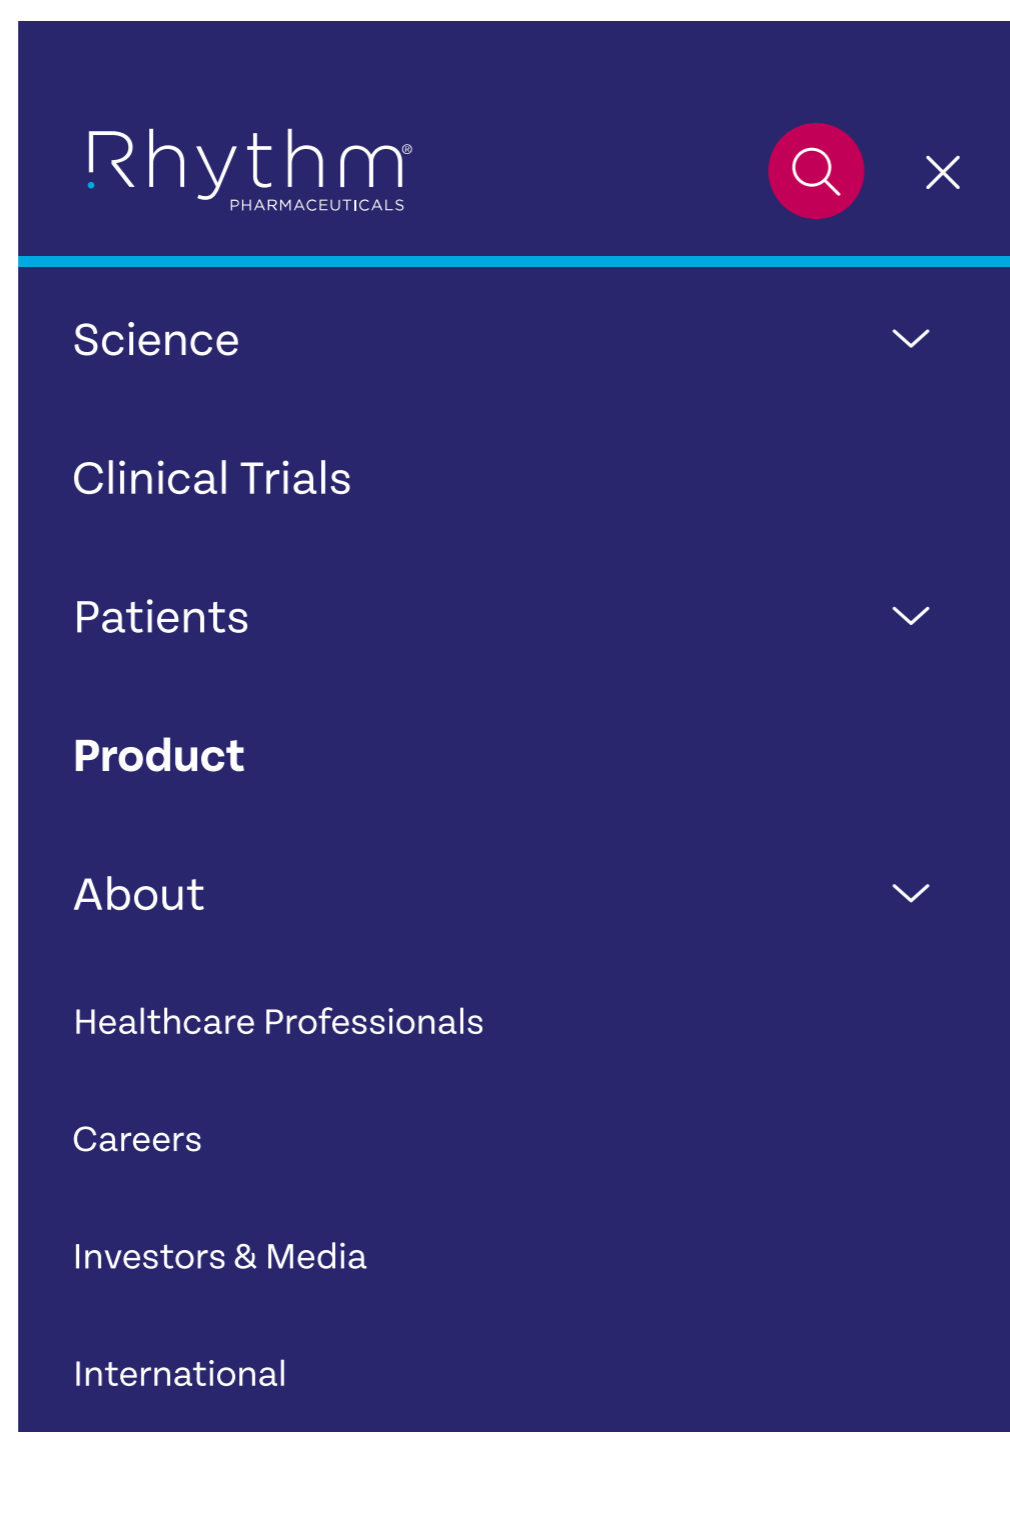 Rhythm®
PHARMACEUTICALS
Science
Clinical Trials
Patients
Product
About
Healthcare Professionals
Careers
Investors & Media
International